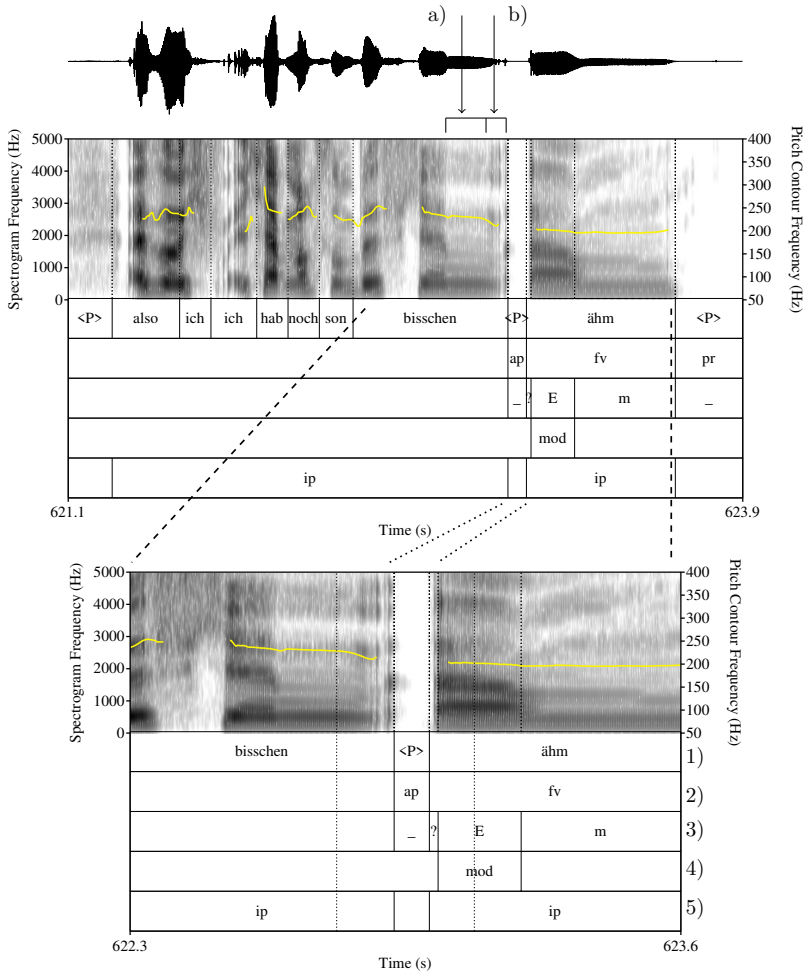 a) b)
5000 4000 3000 2000 1000 0
Spectrogram Frequency (Hz)
400 350 300 250 200 150 100 50
Pitch Contour Frequency (Hz)
<P> also ich ich hab noch son bisschen <P> ähm <P>
ap fv pr
_ ? E m _
mod
ip ip
621.1 623.9
Time (s)
5000 4000 3000 2000 1000 0
Spectrogram Frequency (Hz)
400 350 300 250 200 150 100 50
Pitch Contour Frequency (Hz)
bisschen <P> ähm 1)
ap fv 2)
_ ? E m 3)
mod 4)
ip ip 5)
622.3 623.6
Time (s)